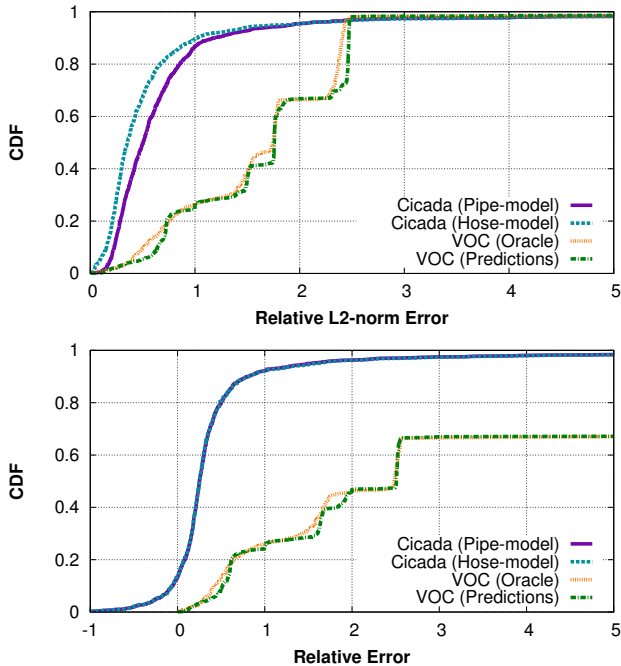 1
0.8
0.6
0.4
0.2
0
CDF
Cicada (Pipe-model)
Cicada (Hose-model)
VOC (Oracle)
VOC (Predictions)
0 1 2 3 4 5
Relative L2-norm Error
1
0.8
0.6
0.4
0.2
0
CDF
Cicada (Pipe-model)
Cicada (Hose-model)
VOC (Oracle)
VOC (Predictions)
-1 0 1 2 3 4 5
Relative Error